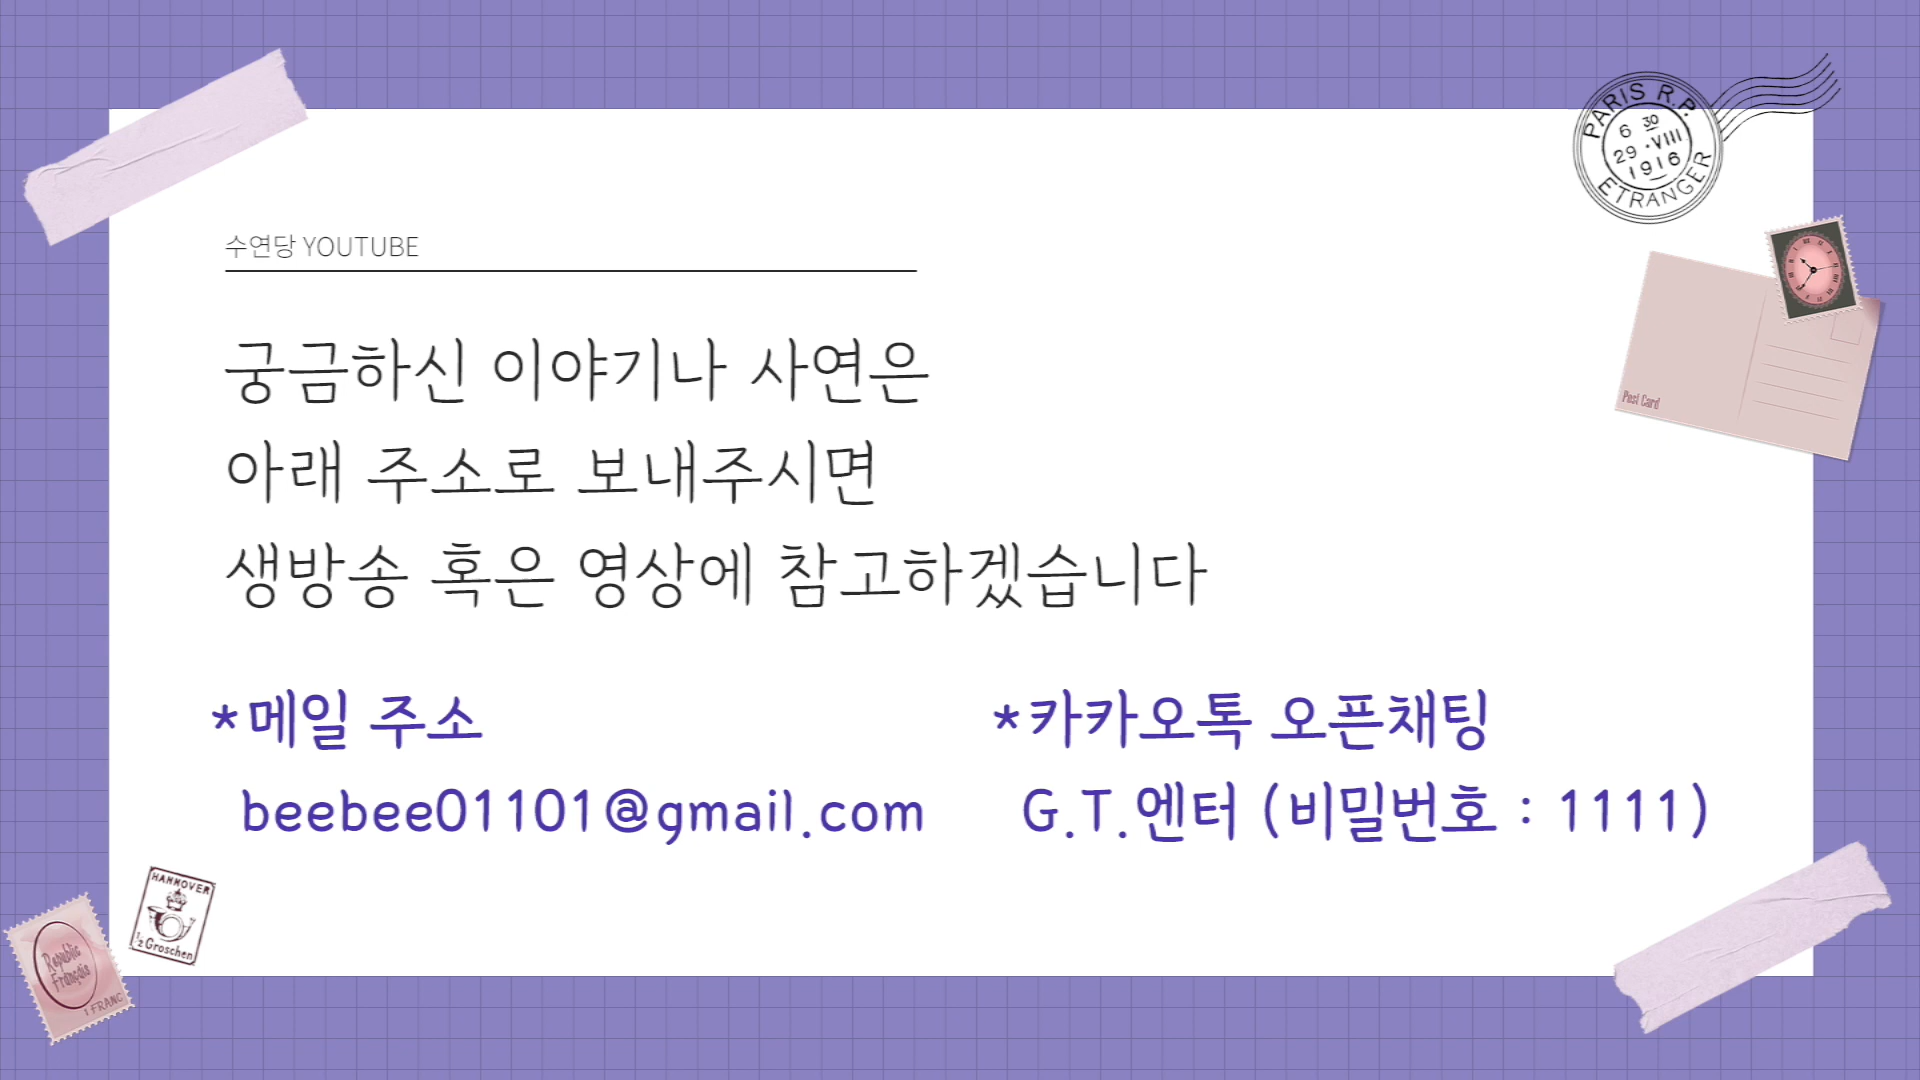 PARIS R.P.
6 30
29 ·VIII
1916
ETRANGER
수연당 YOUTUBE
궁금하신 이야기나 사연은
아래 주소로 보내주시면
생방송 혹은 영상에 참고하겠습니다
Post Card
*메일 주소
beebee01101@gmail.com
*카카오톡 오픈채팅
G.T.엔터 (비밀번호 : 1111)
HANNOVER
1/2 Groschen
Republic
Français
1 FRANC